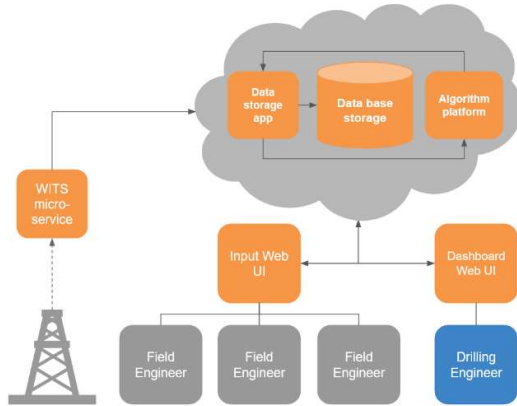 Data
storage
app
Data base
storage
Algorithm
platform
WITS
micro-
service
Input Web
UI
Dashboard
Web UI
Field
Engineer
Field
Engineer
Field
Engineer
Drilling
Engineer